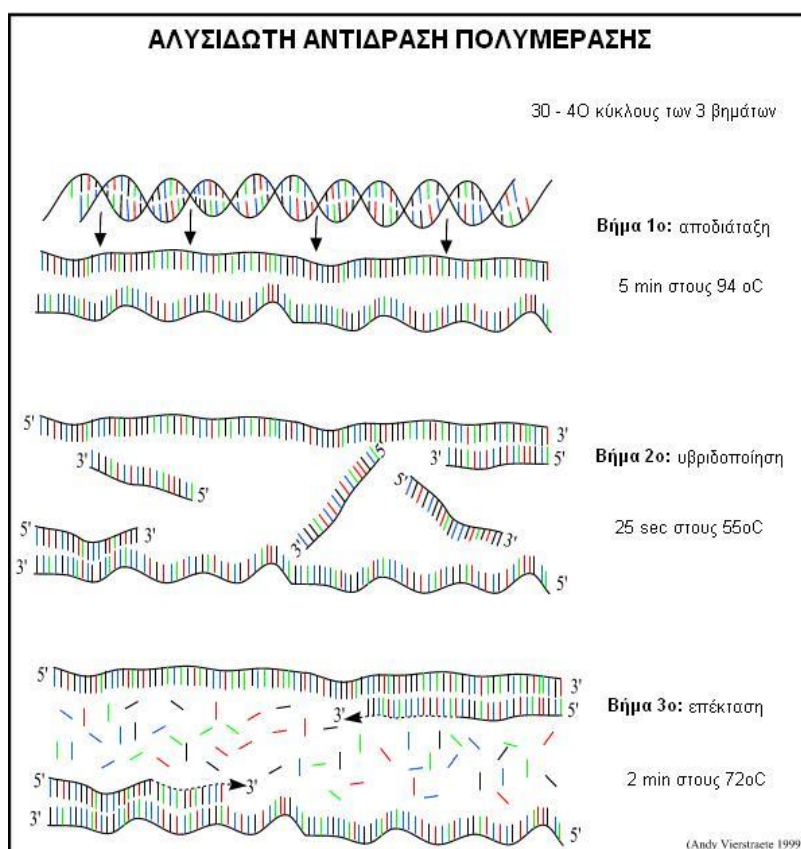 ΑΛΥΣΙΔΩΤΗ ΑΝΤΙΔΡΑΣΗ ΠΟΛΥΜΕΡΑΣΗΣ
30 - 4Ο κύκλους των 3 βημάτων
Βήμα 1ο: αποδιάταξη
5 min στους 94 oC
5' 3'
3' 5' 5' 5' 3'
Βήμα 2ο: υβριδοποίηση
5' 3' 3' 3'
25 sec στους 55oC
3' 5'
5' 3'
3' 5'
Βήμα 3ο: επέκταση
5' 3'
2 min στους 72oC
3' 5'
(Andy Vierstraete 1999